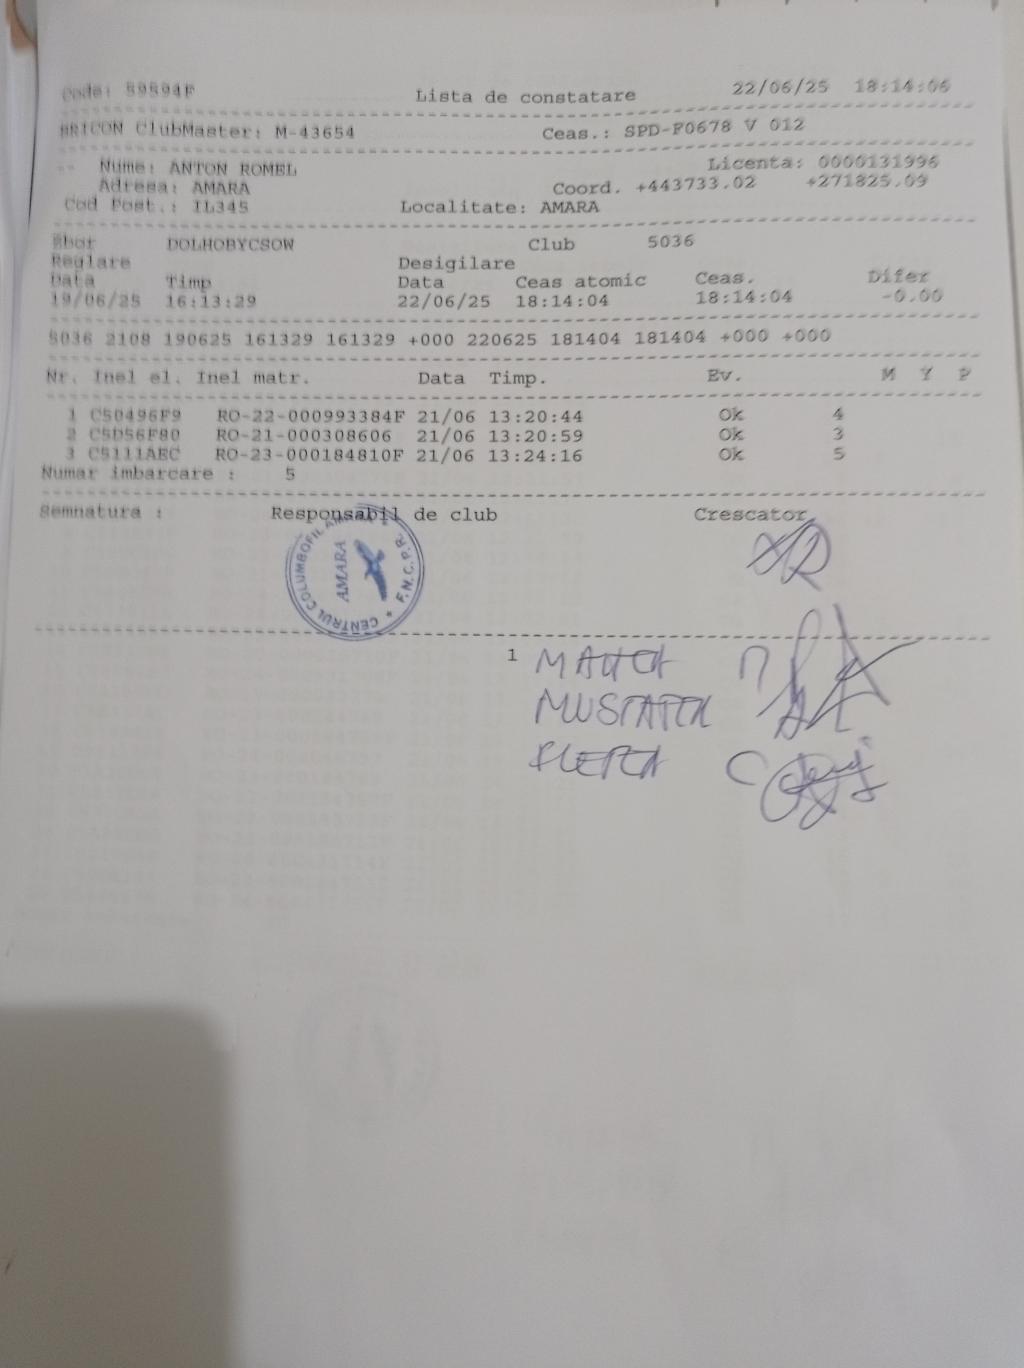 Code: 59594F Lista de constatare 22/06/25 18:14:06
BRICON ClubMaster: M-43654 Ceas.: SPD-F0678 V 012
Nume: ANTON ROMEL Licenta: 0000131996
Adresa: AMARA Coord. +443733.02 +271825.09
Cod Post.: IL345 Localitate: AMARA
Zbor DOLHOBYCSOW Club 5036
Reglare Desigilare
Data Timp Data Ceas atomic Ceas. Difer
19/06/25 16:13:29 22/06/25 18:14:04 18:14:04 -0.00
5036 2108 190625 161329 161329 +000 220625 181404 181404 +000 +000
Nr. Inel el. Inel matr. Data Timp. Ev. M Y P
1 C50496F9 RO-22-000993384F 21/06 13:20:44 Ok 4
2 C5D56F80 RO-21-000308606 21/06 13:20:59 Ok 3
3 C5111AEC RO-23-000184810F 21/06 13:24:16 Ok 5
Numar imbarcare : 5
Semnatura : Responsabil de club Crescator
CENTRUL COLUMBOFIL AMARA
AMARA
F.N.C.P.R.
1